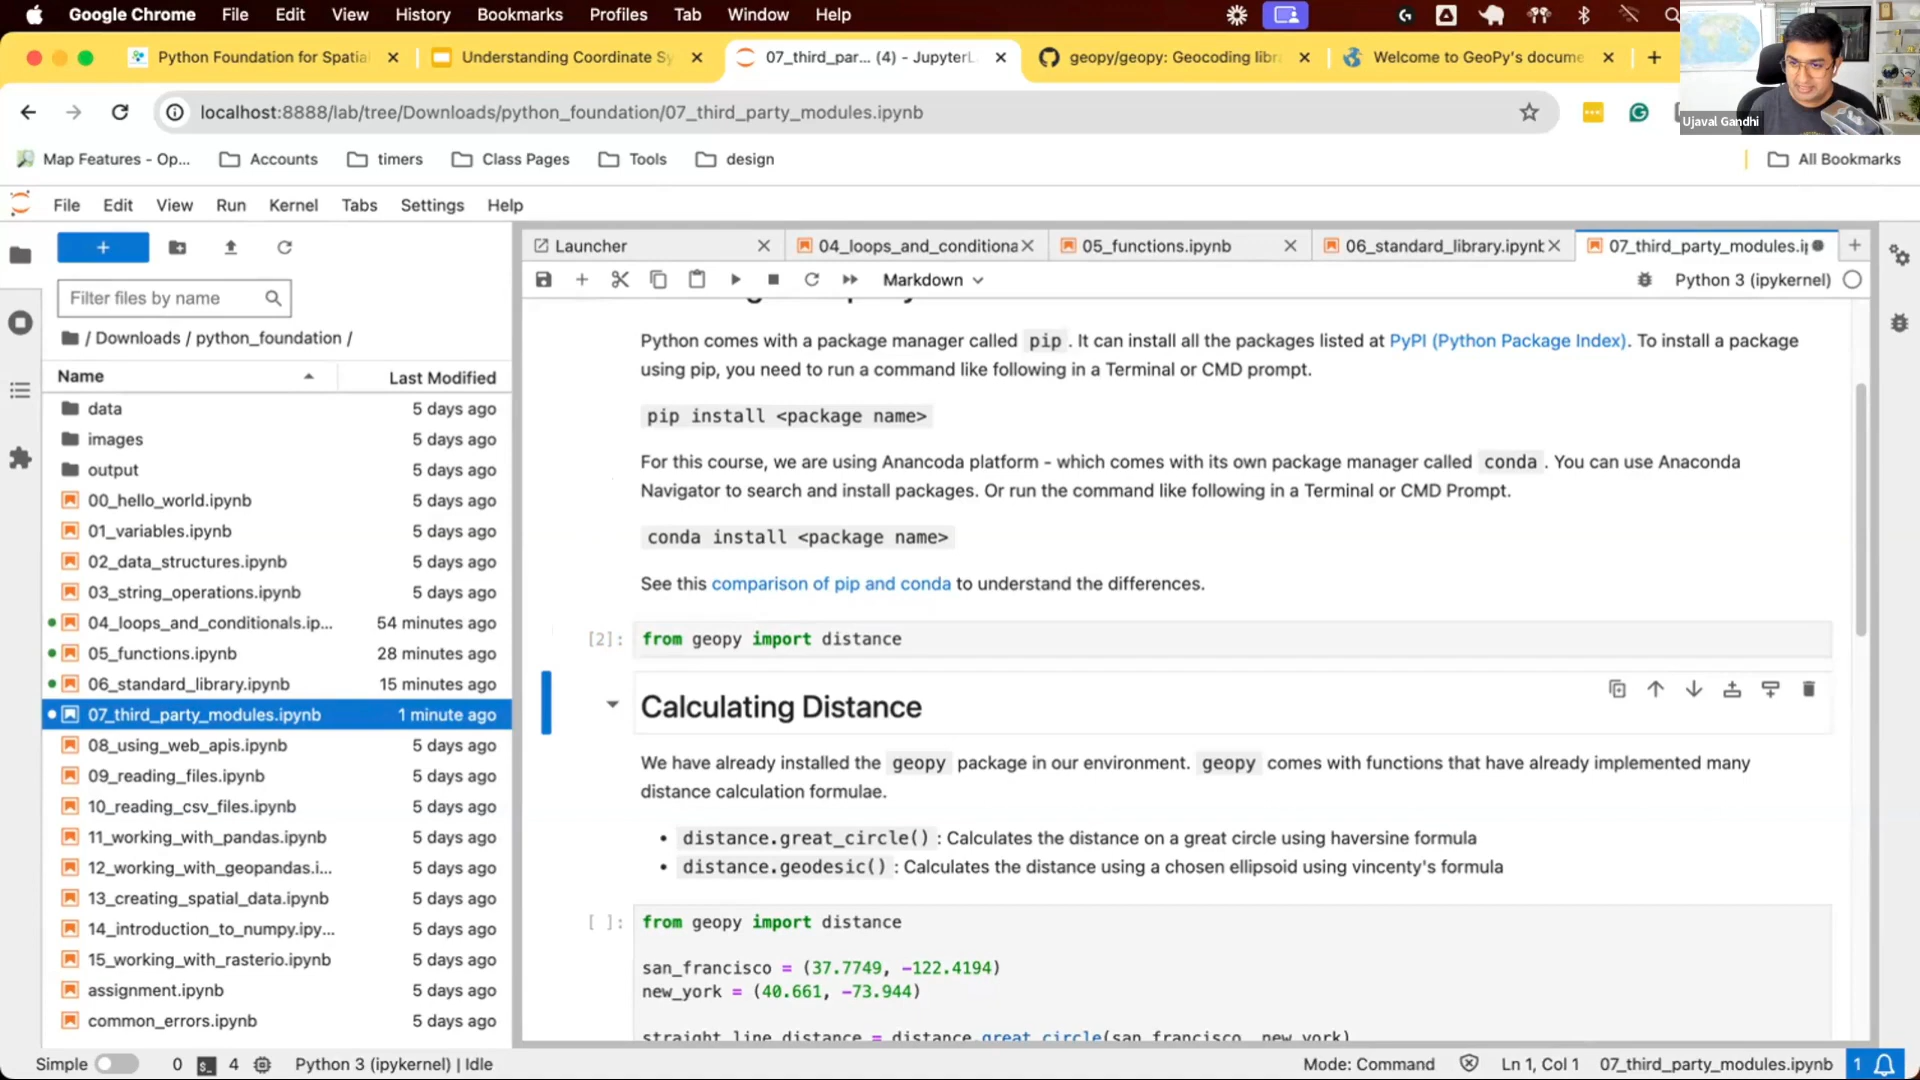 Google Chrome File Edit View History Bookmarks Profiles Tab Window Help
Python Foundation for Spatia
Understanding Coordinate Sy
07_third_par... (4) - JupyterL
geopy/geopy: Geocoding libr
Welcome to GeoPy's docume
localhost:8888/lab/tree/Downloads/python_foundation/07_third_party_modules.ipynb
Ujaval Gandhi
Map Features - Op... Accounts timers Class Pages Tools design All Bookmarks
File Edit View Run Kernel Tabs Settings Help
Launcher 04_loops_and_conditiona 05_functions.ipynb 06_standard_library.ipynb 07_third_party_modules.ip
Markdown
Python 3 (ipykernel)
Filter files by name
/ Downloads / python_foundation /
Name Last Modified
data 5 days ago
images 5 days ago
output 5 days ago
00_hello_world.ipynb 5 days ago
01_variables.ipynb 5 days ago
02_data_structures.ipynb 5 days ago
03_string_operations.ipynb 5 days ago
04_loops_and_conditionals.ip... 54 minutes ago
05_functions.ipynb 28 minutes ago
06_standard_library.ipynb 15 minutes ago
07_third_party_modules.ipynb 1 minute ago
08_using_web_apis.ipynb 5 days ago
09_reading_files.ipynb 5 days ago
10_reading_csv_files.ipynb 5 days ago
11_working_with_pandas.ipynb 5 days ago
12_working_with_geopandas.i... 5 days ago
13_creating_spatial_data.ipynb 5 days ago
14_introduction_to_numpy.ipy... 5 days ago
15_working_with_rasterio.ipynb 5 days ago
assignment.ipynb 5 days ago
common_errors.ipynb 5 days ago
Python comes with a package manager called pip . It can install all the packages listed at PyPI (Python Package Index). To install a package
using pip, you need to run a command like following in a Terminal or CMD prompt.
pip install <package name>
For this course, we are using Anancoda platform - which comes with its own package manager called conda . You can use Anaconda
Navigator to search and install packages. Or run the command like following in a Terminal or CMD Prompt.
conda install <package name>
See this comparison of pip and conda to understand the differences.
[2]: from geopy import distance
Calculating Distance
We have already installed the geopy package in our environment. geopy comes with functions that have already implemented many
distance calculation formulae.
• distance.great_circle() : Calculates the distance on a great circle using haversine formula
• distance.geodesic() : Calculates the distance using a chosen ellipsoid using vincenty's formula
[ ]: from geopy import distance
san_francisco = (37.7749, -122.4194)
new_york = (40.661, -73.944)
straight_line_distance = distance.great_circle(san_francisco, new_york)
Simple 0 4 Python 3 (ipykernel) | Idle Mode: Command Ln 1, Col 1 07_third_party_modules.ipynb 1